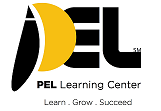 PEL
SM
PEL Learning Center
Learn . Grow . Succeed